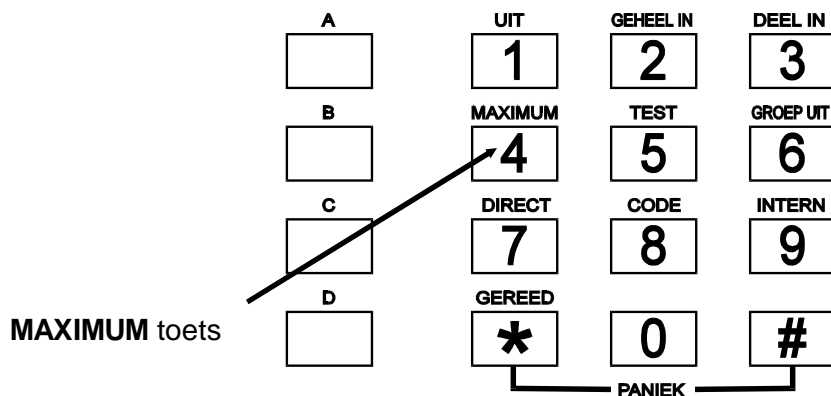 A UIT GEHEEL IN DEEL IN
1 2 3
B MAXIMUM TEST GROEP UIT
4 5 6
C DIRECT CODE INTERN
7 8 9
D GEREED
MAXIMUM toets
* 0 #
PANIEK